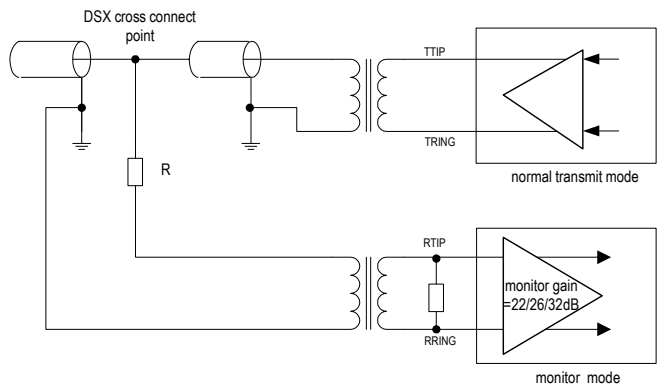 DSX cross connect
point
TTIP
TRING
normal transmit mode
R
RTIP
monitor gain
=22/26/32dB
RRING
monitor mode